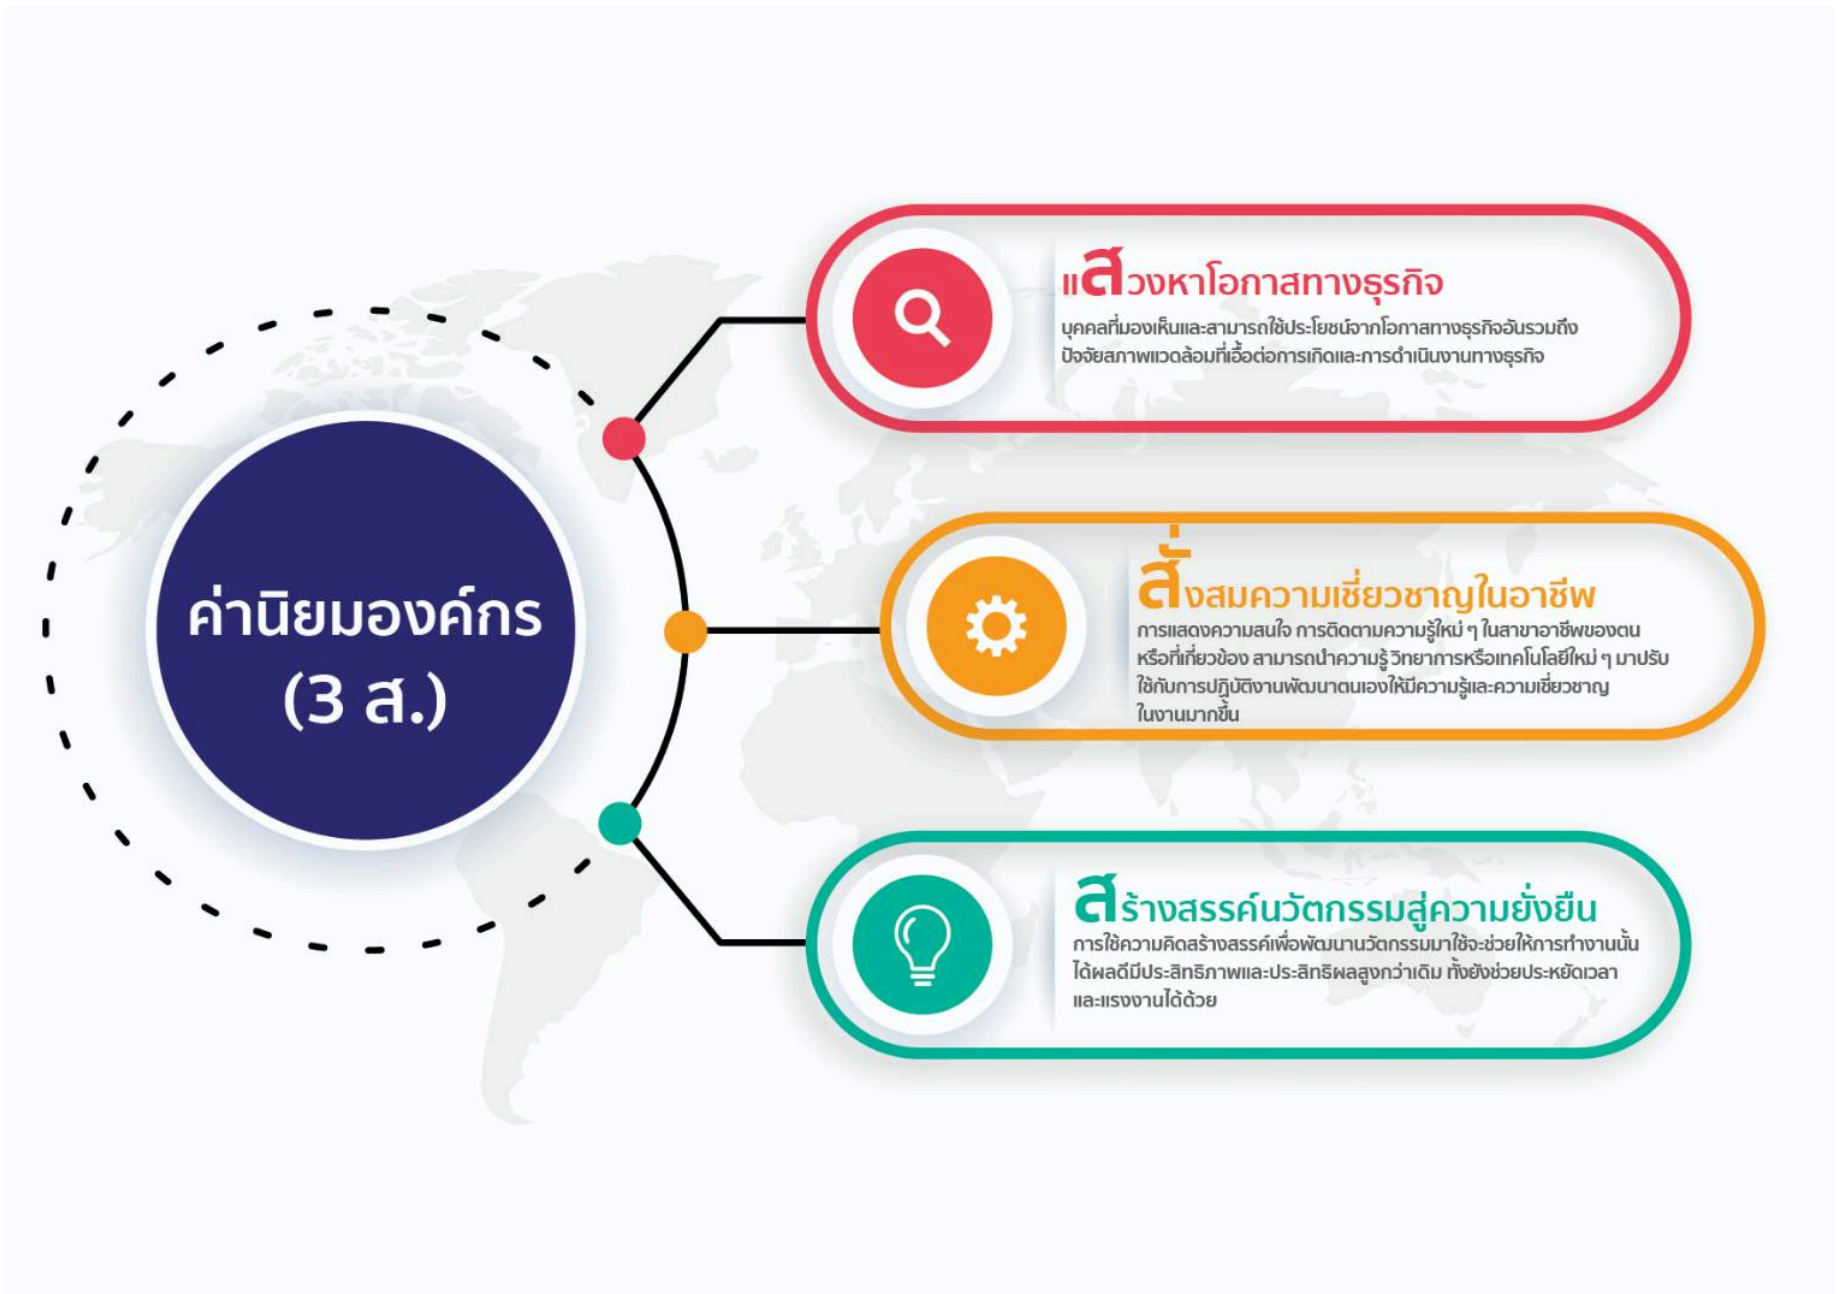 ค่านิยมองค์กร
(3 ส.)
แสวงหาโอกาสทางธุรกิจ
บุคคลที่มองเห็นและสามารถใช้ประโยชน์จากโอกาสทางธุรกิจอันรวมถึง
ปัจจัยสภาพแวดล้อมที่เอื้อต่อการเกิดและการดำเนินงานทางธุรกิจ
สั่งสมความเชี่ยวชาญในอาชีพ
การแสดงความสนใจ การติดตามความรู้ใหม่ ๆ ในสาขาอาชีพของตน
หรือที่เกี่ยวข้อง สามารถนำความรู้ วิทยาการหรือเทคโนโลยีใหม่ ๆ มาปรับ
ใช้กับการปฏิบัติงานพัฒนาตนเองให้มีความรู้และความเชี่ยวชาญ
ในงานมากขึ้น
สร้างสรรค์นวัตกรรมสู่ความยั่งยืน
การใช้ความคิดสร้างสรรค์เพื่อพัฒนานวัตกรรมมาใช้จะช่วยให้การทำงานนั้น
ได้ผลดีมีประสิทธิภาพและประสิทธิผลสูงกว่าเดิม ทั้งยังช่วยประหยัดเวลา
และแรงงานได้ด้วย